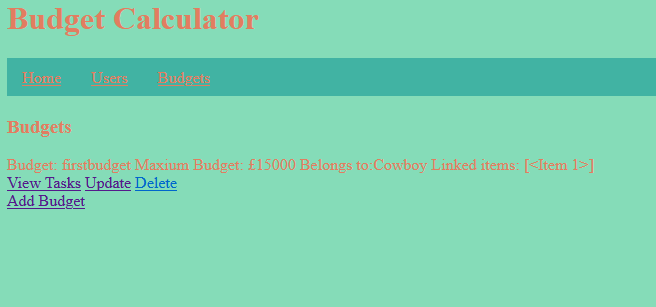 Budget Calculator
Home Users Budgets
Budgets
Budget: firstbudget Maxium Budget: £15000 Belongs to:Cowboy Linked items: [<Item 1>]
View Tasks Update Delete
Add Budget